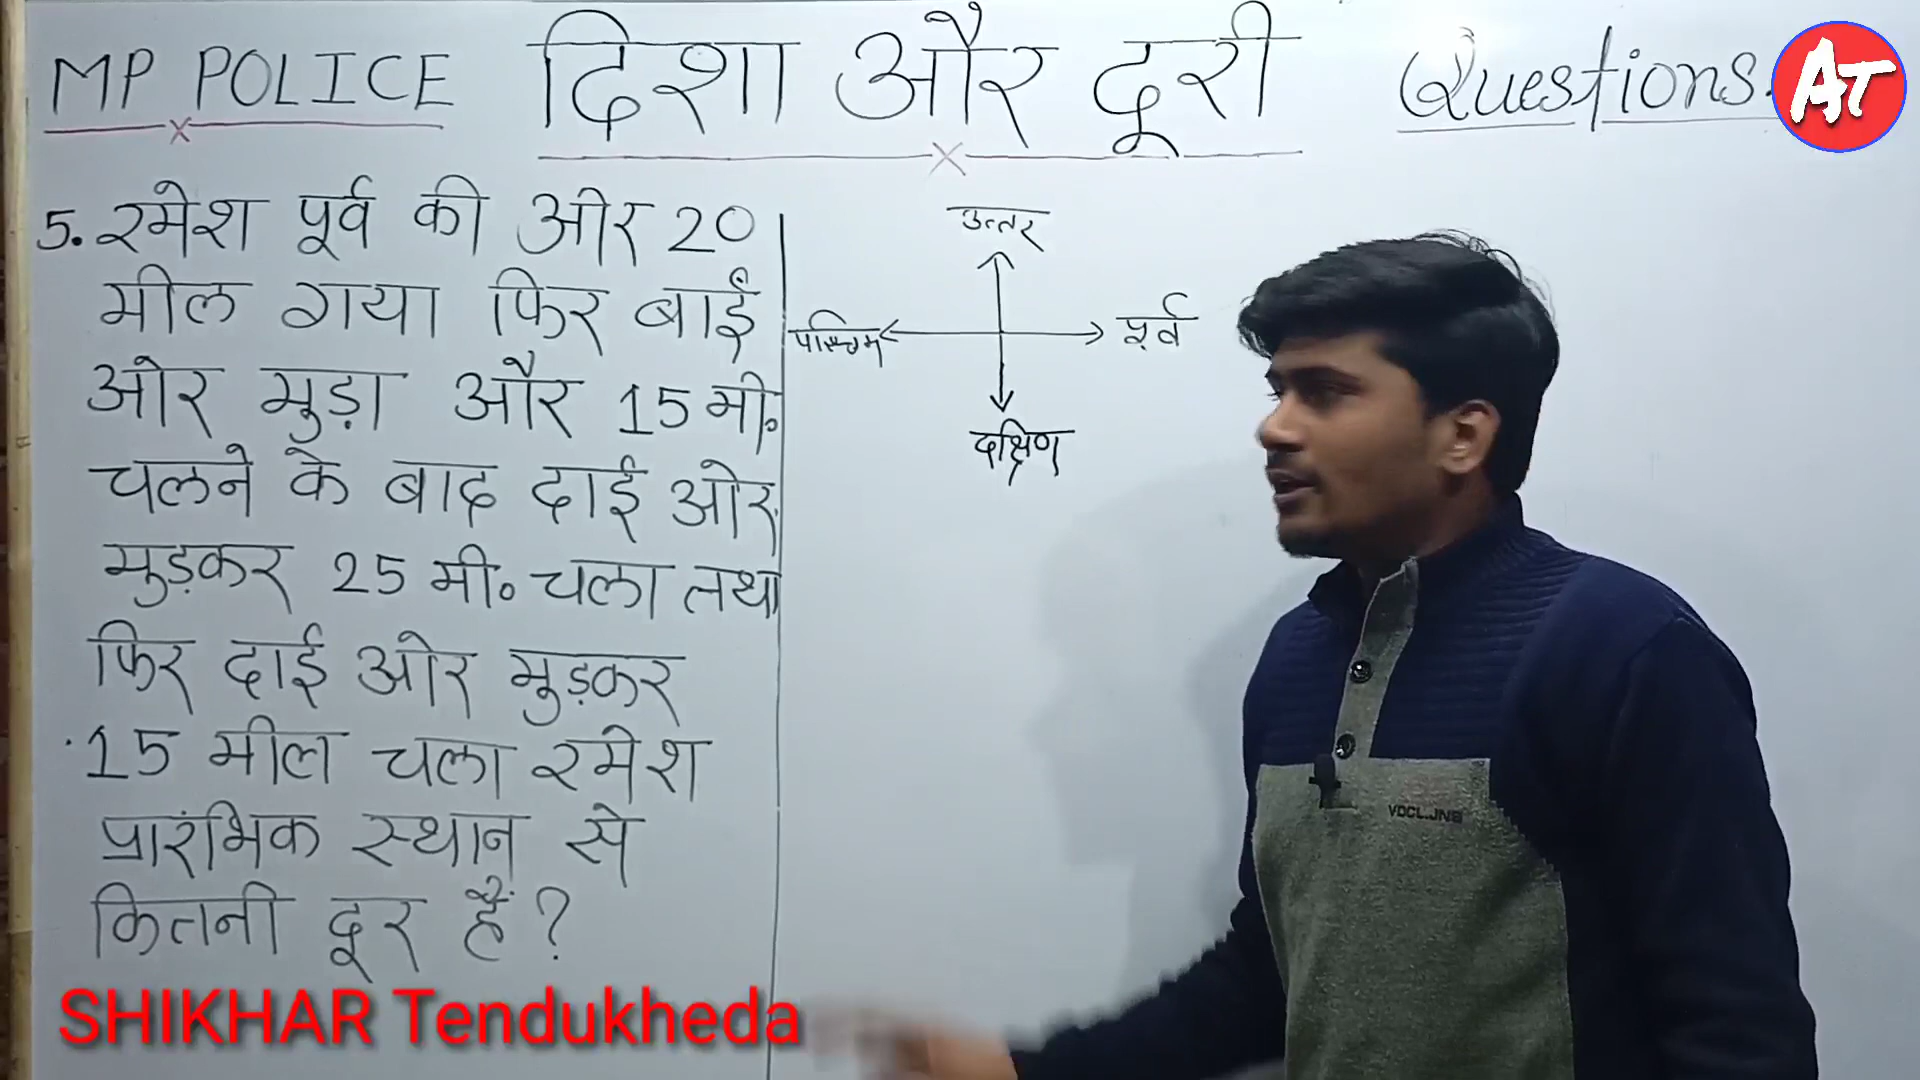 MP POLICE दिशा और दूरी Questions.
AT
5. रमेश पूर्व की ओर 20
मील गया फिर बाईं
ओर मुड़ा और 15 मी॰
चलने के बाद दाईं ओर
मुड़कर 25 मी॰ चला तथा
फिर दाईं ओर मुड़कर
15 मील चला रमेश
प्रारंभिक स्थान से
कितनी दूर हैं?
उत्तर
पश्चिम
पूर्व
दक्षिण
VDCL.JNS
SHIKHAR Tendukheda